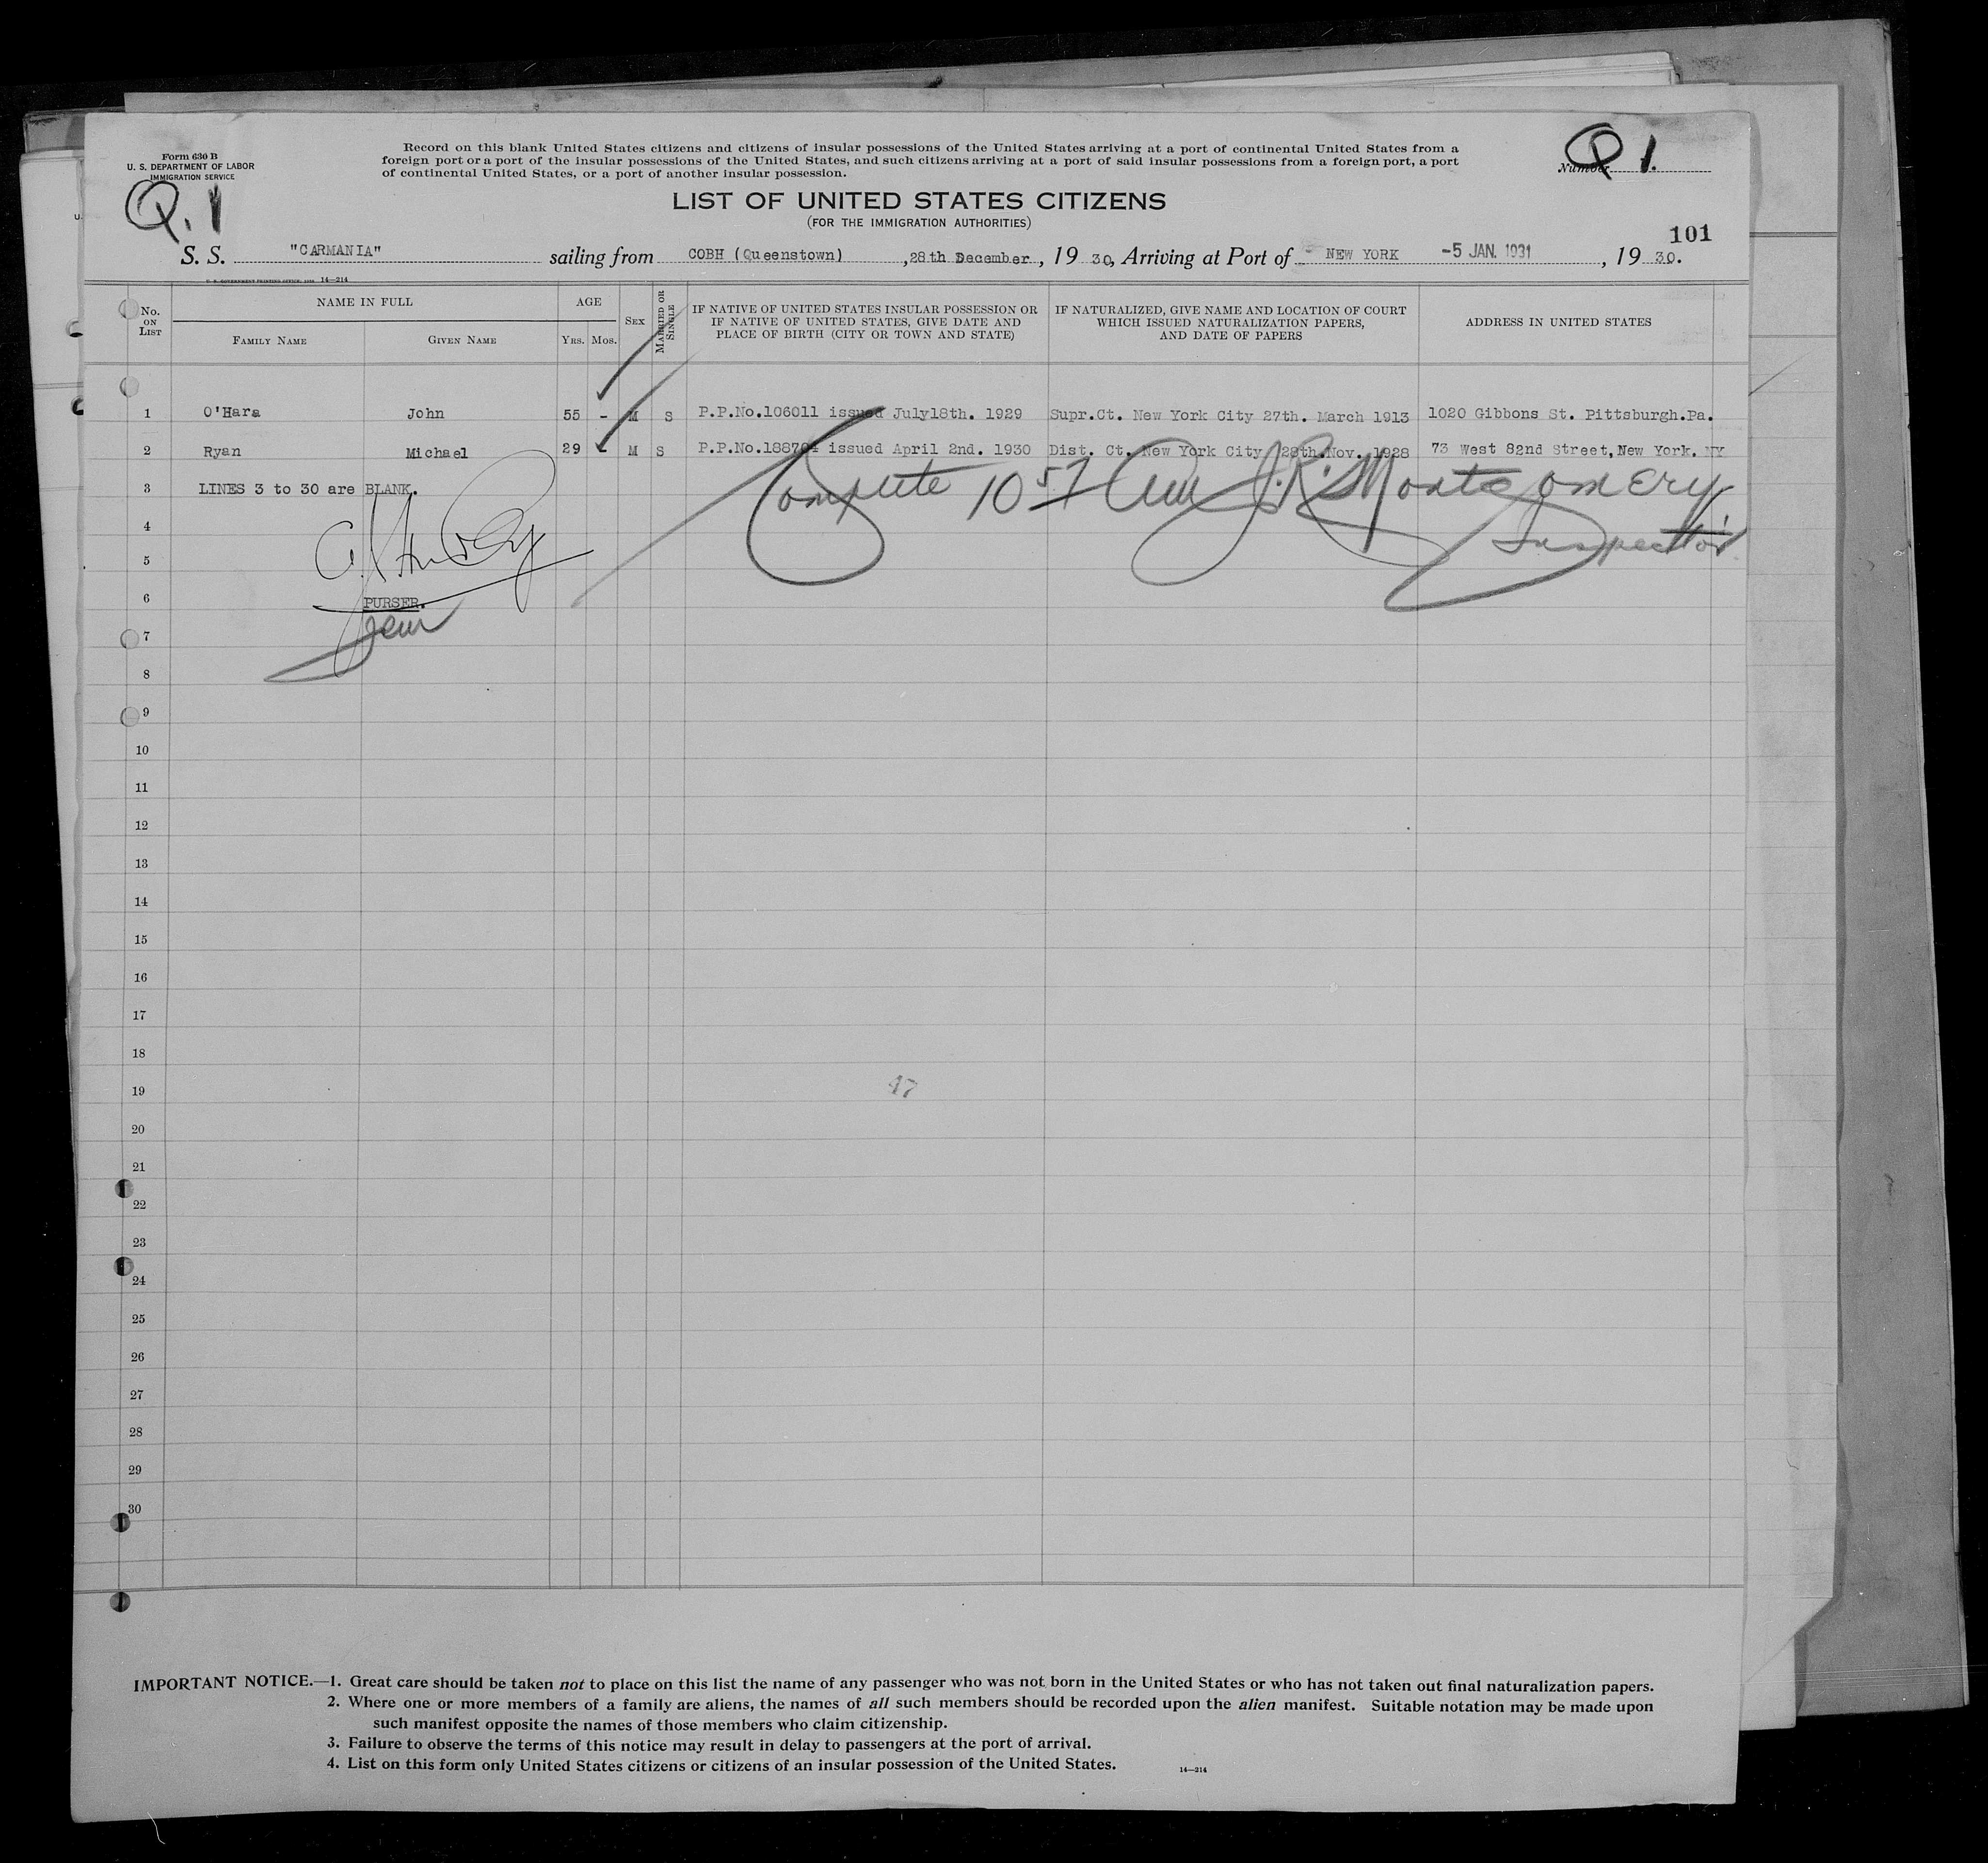 Form 630 B
U. S. DEPARTMENT OF LABOR
IMMIGRATION SERVICE
Q. 1
Record on this blank United States citizens and citizens of insular possessions of the United States arriving at a port of continental United States from a
foreign port or a port of the insular possessions of the United States, and such citizens arriving at a port of said insular possessions from a foreign port, a port
of continental United States, or a port of another insular possession.
Number Q 1.
LIST OF UNITED STATES CITIZENS
(FOR THE IMMIGRATION AUTHORITIES)
101
S. S. "CARMANIA" sailing from COBH (Queenstown) , 28th December , 19 30, Arriving at Port of - NEW YORK -5 JAN. 1931 , 19 30.
14—214
No. ON LIST
NAME IN FULL
FAMILY NAME
GIVEN NAME
AGE
YRS. MOS.
SEX
MARRIED OR SINGLE
IF NATIVE OF UNITED STATES INSULAR POSSESSION OR
IF NATIVE OF UNITED STATES, GIVE DATE AND
PLACE OF BIRTH (CITY OR TOWN AND STATE)
IF NATURALIZED, GIVE NAME AND LOCATION OF COURT
WHICH ISSUED NATURALIZATION PAPERS,
AND DATE OF PAPERS
ADDRESS IN UNITED STATES
1 O'Hara John 55 - M S P.P.No.106011 issued July18th. 1929 Supr.Ct. New York City 27th. March 1913 1020 Gibbons St. Pittsburgh.Pa.
2 Ryan Michael 29 M S issued April 2nd. 1930 Dist. Ct. New York City 28th.Nov. 1928 73 West 82nd Street,New York. NY
3 LINES 3 to 30 are BLANK.
Complete 10 57 am J.R. Montgomery
Inspector
4
5
6 PURSER.
7
8
9
10
11
12
13
14
15
16
17
18
19
17
20
21
22
23
24
25
26
27
28
29
30
IMPORTANT NOTICE.—1. Great care should be taken not to place on this list the name of any passenger who was not born in the United States or who has not taken out final naturalization papers.
2. Where one or more members of a family are aliens, the names of all such members should be recorded upon the alien manifest. Suitable notation may be made upon
such manifest opposite the names of those members who claim citizenship.
3. Failure to observe the terms of this notice may result in delay to passengers at the port of arrival.
4. List on this form only United States citizens or citizens of an insular possession of the United States.
14—214